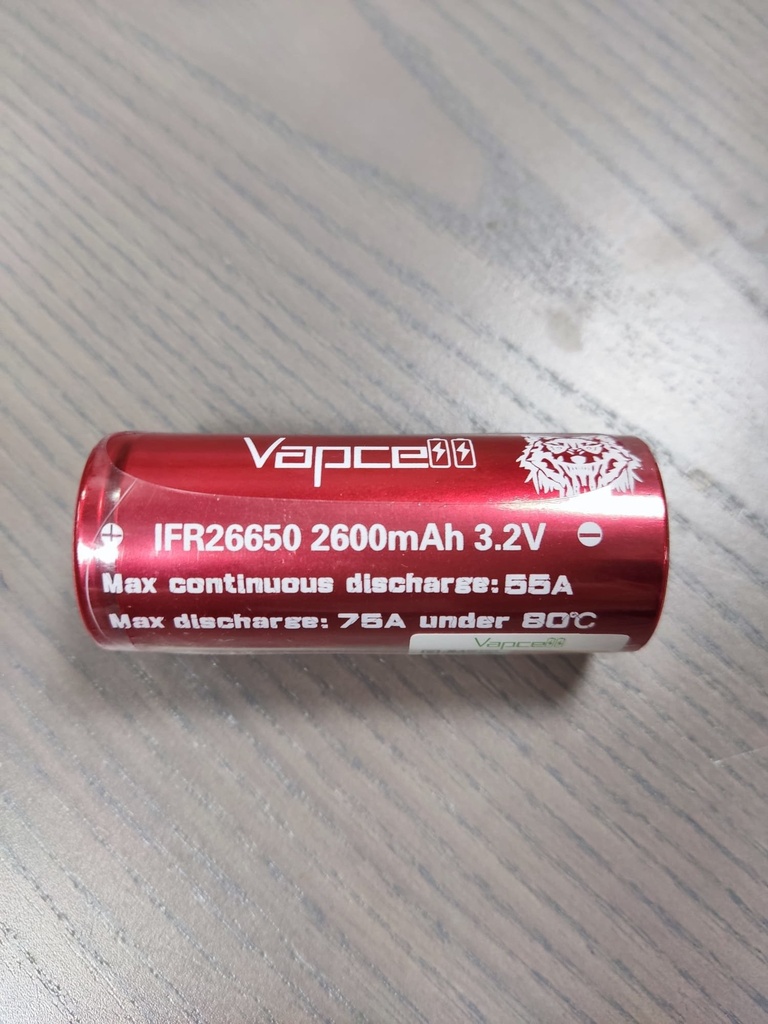 Vapcell
+ IFR26650 2600mAh 3.2V −
Max continuous discharge: 55A
Max discharge: 75A under 80℃
Vapcell